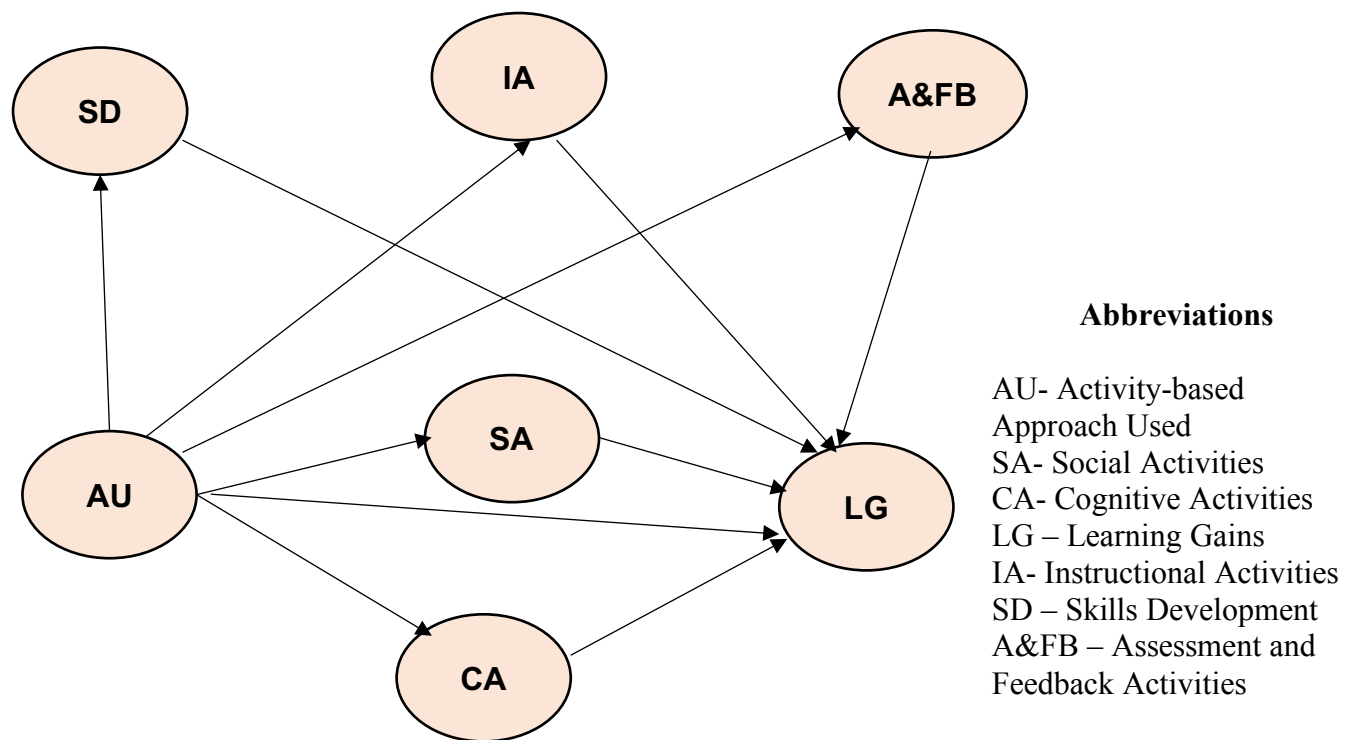 SD
IA
A&FB
SA
AU
LG
CA
Abbreviations
AU- Activity-based
Approach Used
SA- Social Activities
CA- Cognitive Activities
LG – Learning Gains
IA- Instructional Activities
SD – Skills Development
A&FB – Assessment and
Feedback Activities